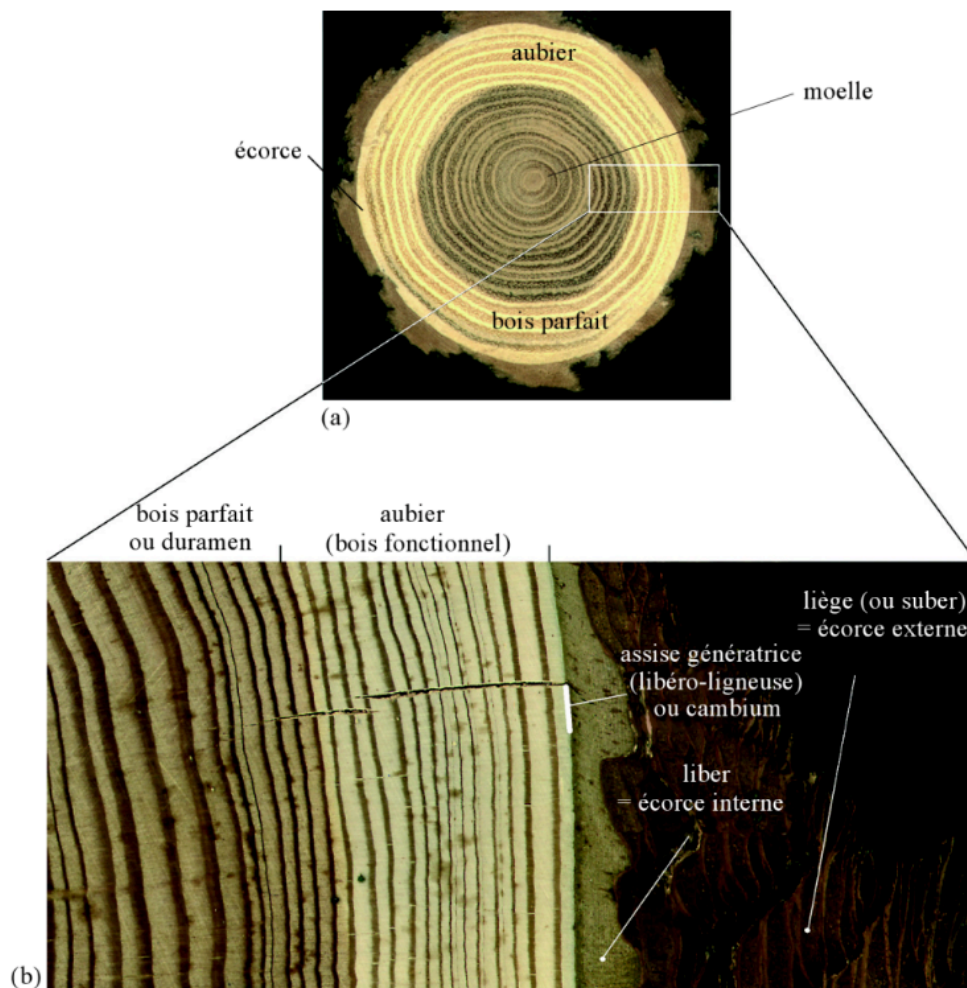 aubier
moelle
écorce
bois parfait
(a)
bois parfait
ou duramen
aubier
(bois fonctionnel)
liège (ou suber)
= écorce externe
assise génératrice
(libéro-ligneuse)
ou cambium
liber
= écorce interne
(b)